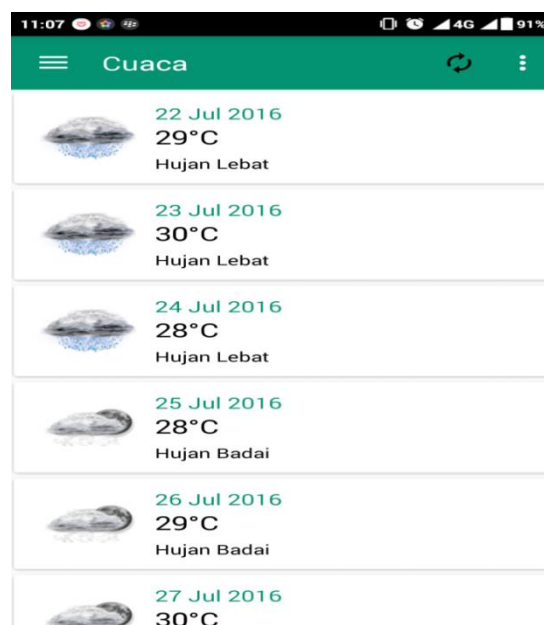 11:07 4G 91%
Cuaca
22 Jul 2016
29°C
Hujan Lebat
23 Jul 2016
30°C
Hujan Lebat
24 Jul 2016
28°C
Hujan Lebat
25 Jul 2016
28°C
Hujan Badai
26 Jul 2016
29°C
Hujan Badai
27 Jul 2016
30°C